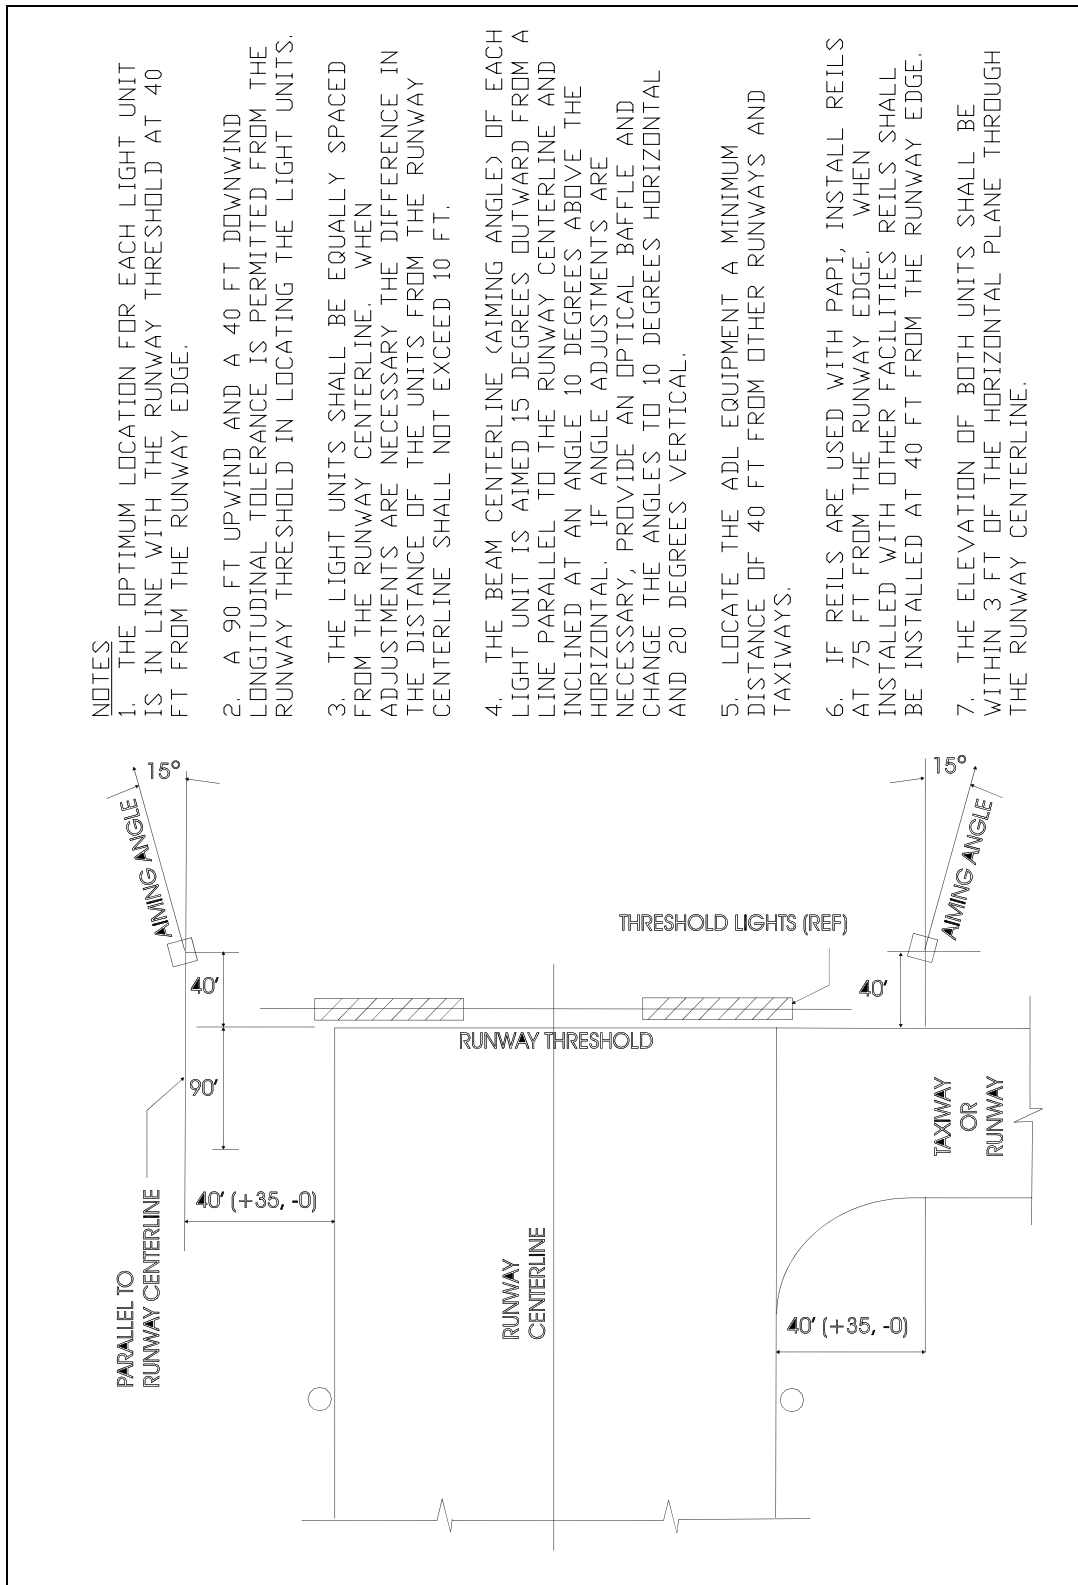 NOTES
1. THE OPTIMUM LOCATION FOR EACH LIGHT UNIT
IS IN LINE WITH THE RUNWAY THRESHOLD AT 40
FT FROM THE RUNWAY EDGE.
2. A 90 FT UPWIND AND A 40 FT DOWNWIND
LONGITUDINAL TOLERANCE IS PERMITTED FROM THE
RUNWAY THRESHOLD IN LOCATING THE LIGHT UNITS.
3. THE LIGHT UNITS SHALL BE EQUALLY SPACED
FROM THE RUNWAY CENTERLINE. WHEN
ADJUSTMENTS ARE NECESSARY THE DIFFERENCE IN
THE DISTANCE OF THE UNITS FROM THE RUNWAY
CENTERLINE SHALL NOT EXCEED 10 FT.
4. THE BEAM CENTERLINE (AIMING ANGLE) OF EACH
LIGHT UNIT IS AIMED 15 DEGREES OUTWARD FROM A
LINE PARALLEL TO THE RUNWAY CENTERLINE AND
INCLINED AT AN ANGLE 10 DEGREES ABOVE THE
HORIZONTAL. IF ANGLE ADJUSTMENTS ARE
NECESSARY, PROVIDE AN OPTICAL BAFFLE AND
CHANGE THE ANGLES TO 10 DEGREES HORIZONTAL
AND 20 DEGREES VERTICAL.
5. LOCATE THE ADL EQUIPMENT A MINIMUM
DISTANCE OF 40 FT FROM OTHER RUNWAYS AND
TAXIWAYS.
6. IF REILS ARE USED WITH PAPI, INSTALL REILS
AT 75 FT FROM THE RUNWAY EDGE. WHEN
INSTALLED WITH OTHER FACILITIES REILS SHALL
BE INSTALLED AT 40 FT FROM THE RUNWAY EDGE.
7. THE ELEVATION OF BOTH UNITS SHALL BE
WITHIN 3 FT OF THE HORIZONTAL PLANE THROUGH
THE RUNWAY CENTERLINE.
15°
AIMING ANGLE
15°
AIMING ANGLE
THRESHOLD LIGHTS (REF)
40'
40'
RUNWAY THRESHOLD
90'
TAXIWAY
OR
RUNWAY
40' (+35, -0)
PARALLEL TO
RUNWAY CENTERLINE
RUNWAY
CENTERLINE
40' (+35, -0)